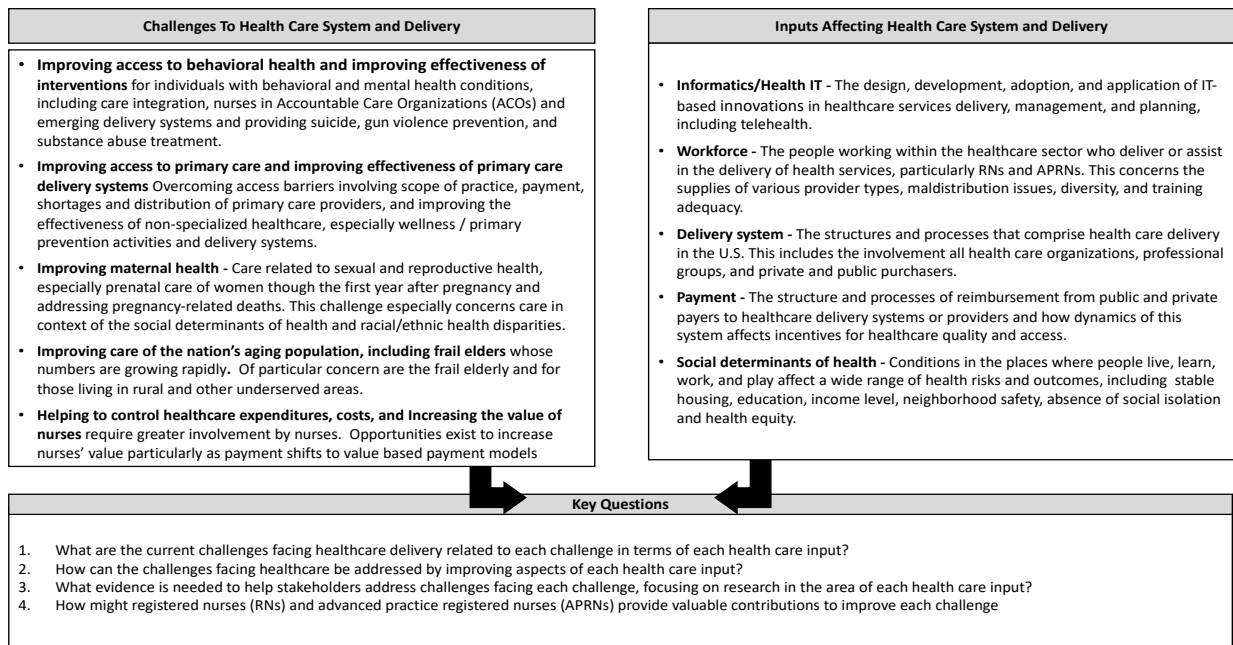 Challenges To Health Care System and Delivery
• Improving access to behavioral health and improving effectiveness of
interventions for individuals with behavioral and mental health conditions,
including care integration, nurses in Accountable Care Organizations (ACOs) and
emerging delivery systems and providing suicide, gun violence prevention, and
substance abuse treatment.
• Improving access to primary care and improving effectiveness of primary care
delivery systems Overcoming access barriers involving scope of practice, payment,
shortages and distribution of primary care providers, and improving the
effectiveness of non-specialized healthcare, especially wellness / primary
prevention activities and delivery systems.
• Improving maternal health - Care related to sexual and reproductive health,
especially prenatal care of women though the first year after pregnancy and
addressing pregnancy-related deaths. This challenge especially concerns care in
context of the social determinants of health and racial/ethnic health disparities.
• Improving care of the nation's aging population, including frail elders whose
numbers are growing rapidly. Of particular concern are the frail elderly and for
those living in rural and other underserved areas.
• Helping to control healthcare expenditures, costs, and Increasing the value of
nurses require greater involvement by nurses. Opportunities exist to increase
nurses' value particularly as payment shifts to value based payment models
Inputs Affecting Health Care System and Delivery
• Informatics/Health IT - The design, development, adoption, and application of IT-
based innovations in healthcare services delivery, management, and planning,
including telehealth.
• Workforce - The people working within the healthcare sector who deliver or assist
in the delivery of health services, particularly RNs and APRNs. This concerns the
supplies of various provider types, maldistribution issues, diversity, and training
adequacy.
• Delivery system - The structures and processes that comprise health care delivery
in the U.S. This includes the involvement all health care organizations, professional
groups, and private and public purchasers.
• Payment - The structure and processes of reimbursement from public and private
payers to healthcare delivery systems or providers and how dynamics of this
system affects incentives for healthcare quality and access.
• Social determinants of health - Conditions in the places where people live, learn,
work, and play affect a wide range of health risks and outcomes, including stable
housing, education, income level, neighborhood safety, absence of social isolation
and health equity.
Key Questions
1. What are the current challenges facing healthcare delivery related to each challenge in terms of each health care input?
2. How can the challenges facing healthcare be addressed by improving aspects of each health care input?
3. What evidence is needed to help stakeholders address challenges facing each challenge, focusing on research in the area of each health care input?
4. How might registered nurses (RNs) and advanced practice registered nurses (APRNs) provide valuable contributions to improve each challenge